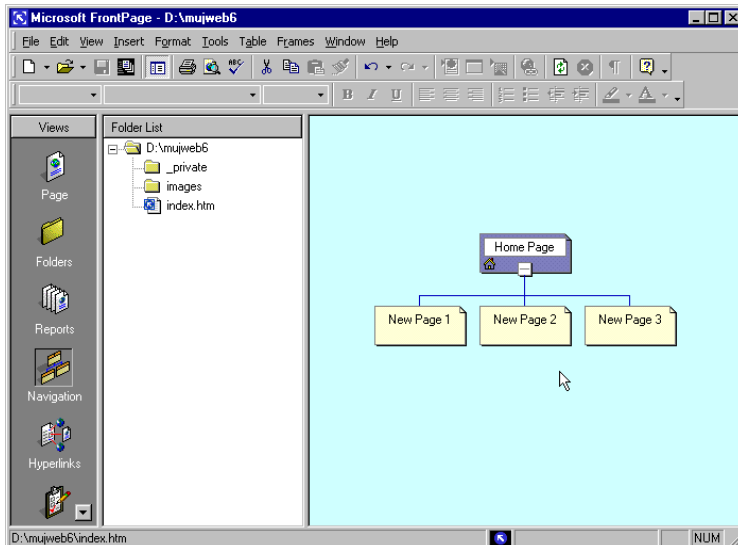 Microsoft FrontPage - D:\mujweb6
File Edit View Insert Format Tools Table Frames Window Help
ABC
B I U A
Views
Folder List
D:\mujweb6
_private
images
index.htm
Page
Folders
Reports
Navigation
Hyperlinks
Home Page
New Page 1 New Page 2 New Page 3
D:\mujweb6\index.htm NUM